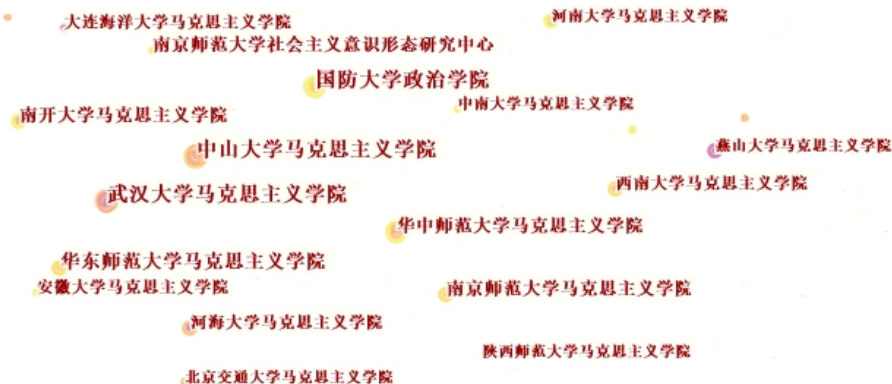 河南大学马克思主义学院
大连海洋大学马克思主义学院
南京师范大学社会主义意识形态研究中心
国防大学政治学院
中南大学马克思主义学院
南开大学马克思主义学院
中山大学马克思主义学院
燕山大学马克思主义学院
西南大学马克思主义学院
武汉大学马克思主义学院
华中师范大学马克思主义学院
华东师范大学马克思主义学院
安徽大学马克思主义学院
南京师范大学马克思主义学院
河海大学马克思主义学院
陕西师范大学马克思主义学院
北京交通大学马克思主义学院